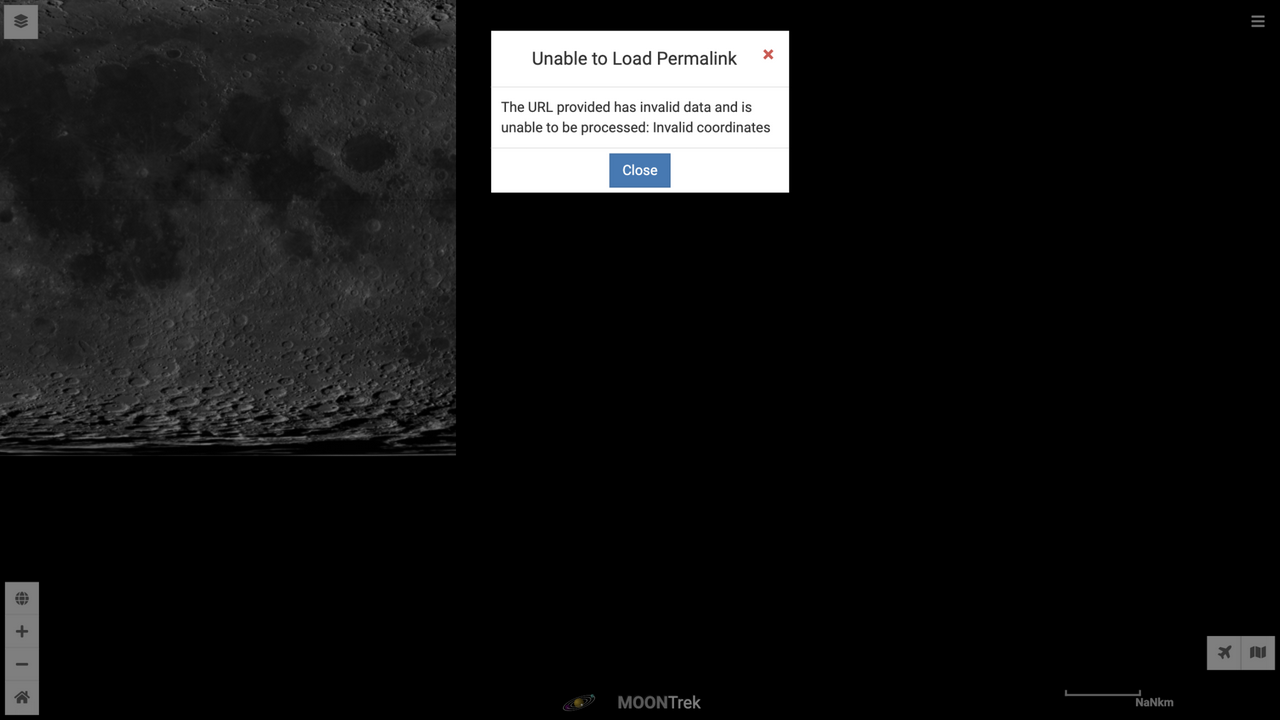 Unable to Load Permalink
The URL provided has invalid data and is
unable to be processed: Invalid coordinates
Close
MOONTrek
NaNkm